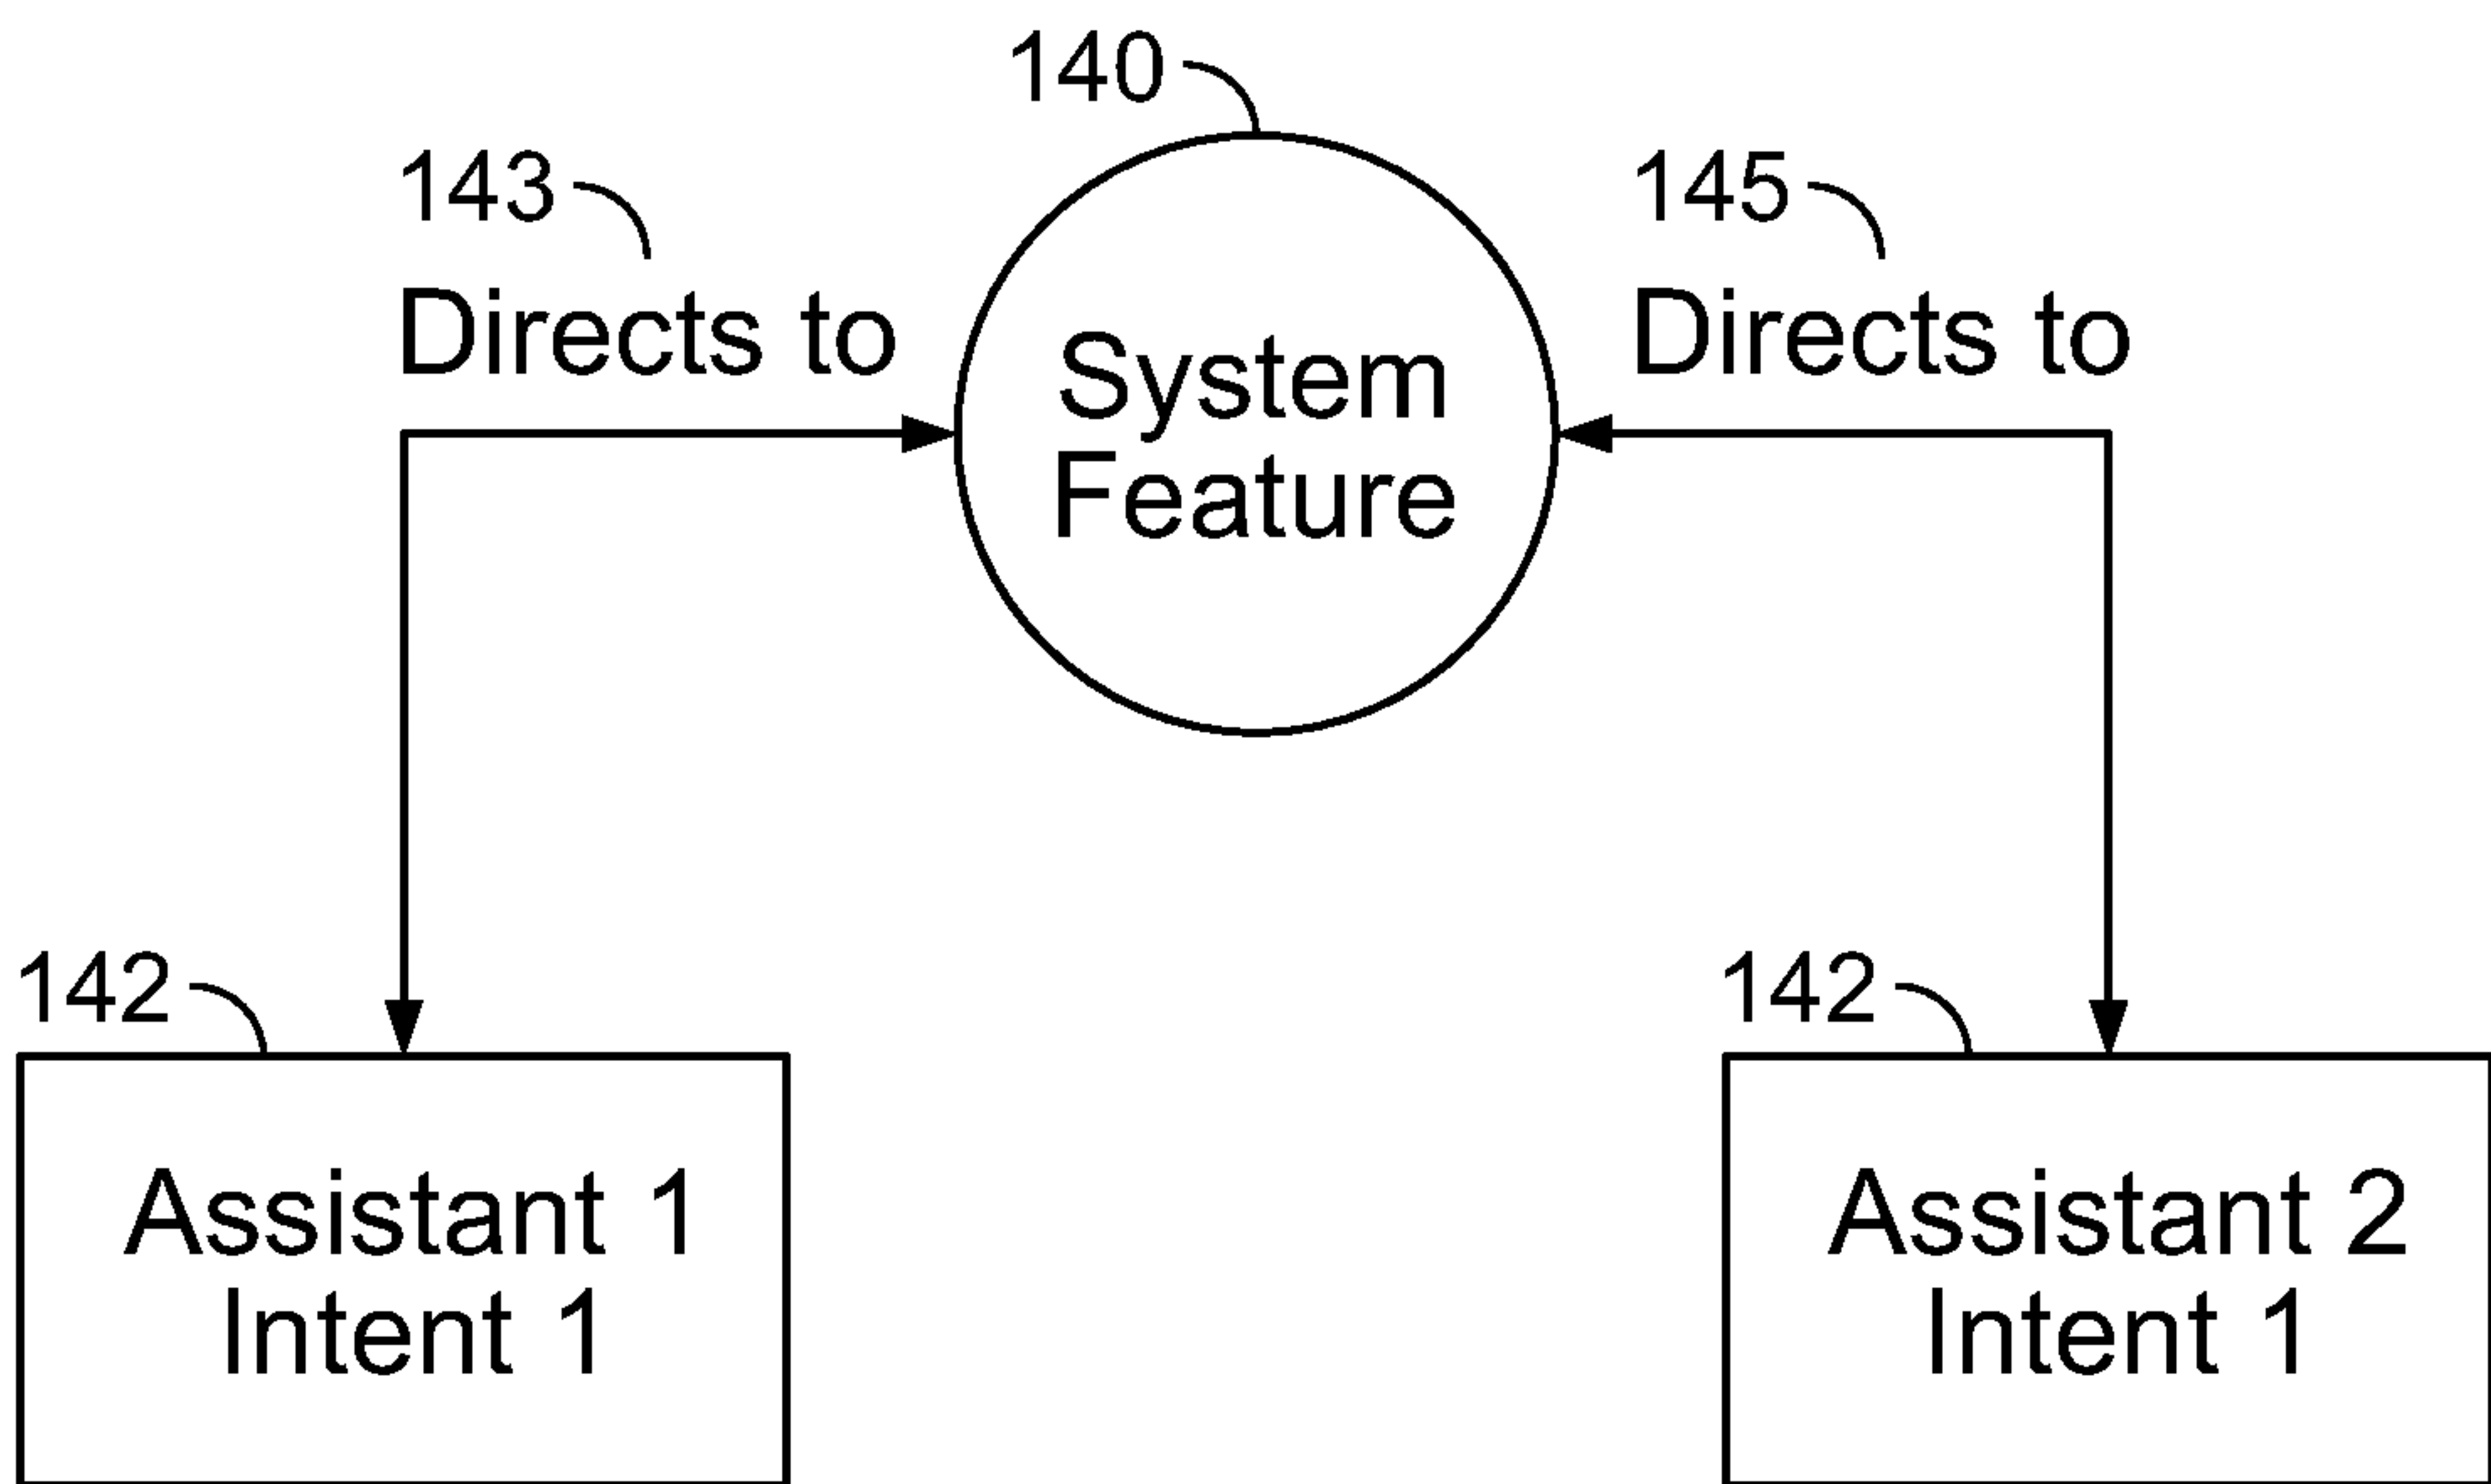 140
143
Directs to
145
Directs to
System
Feature
142
Assistant 1
Intent 1
142
Assistant 2
Intent 1